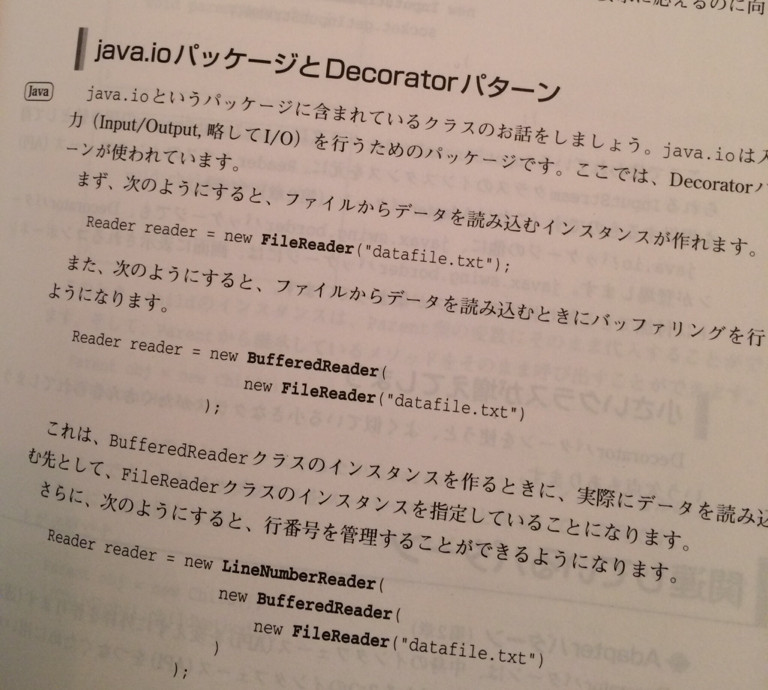 java.ioパッケージとDecoratorパターン
Java
java.ioというパッケージに含まれているクラスのお話をしましょう。java.ioは入
力（Input/Output, 略してI/O）を行うためのパッケージです。ここでは、Decoratorパ
ーンが使われています。
まず、次のようにすると、ファイルからデータを読み込むインスタンスが作れます。
Reader reader = new FileReader("datafile.txt");
また、次のようにすると、ファイルからデータを読み込むときにバッファリングを行
ようになります。
Reader reader = new BufferedReader(
new FileReader("datafile.txt")
);
これは、BufferedReaderクラスのインスタンスを作るときに、実際にデータを読み込
む先として、FileReaderクラスのインスタンスを指定していることになります。
さらに、次のようにすると、行番号を管理することができるようになります。
Reader reader = new LineNumberReader(
new BufferedReader(
new FileReader("datafile.txt")
)
);